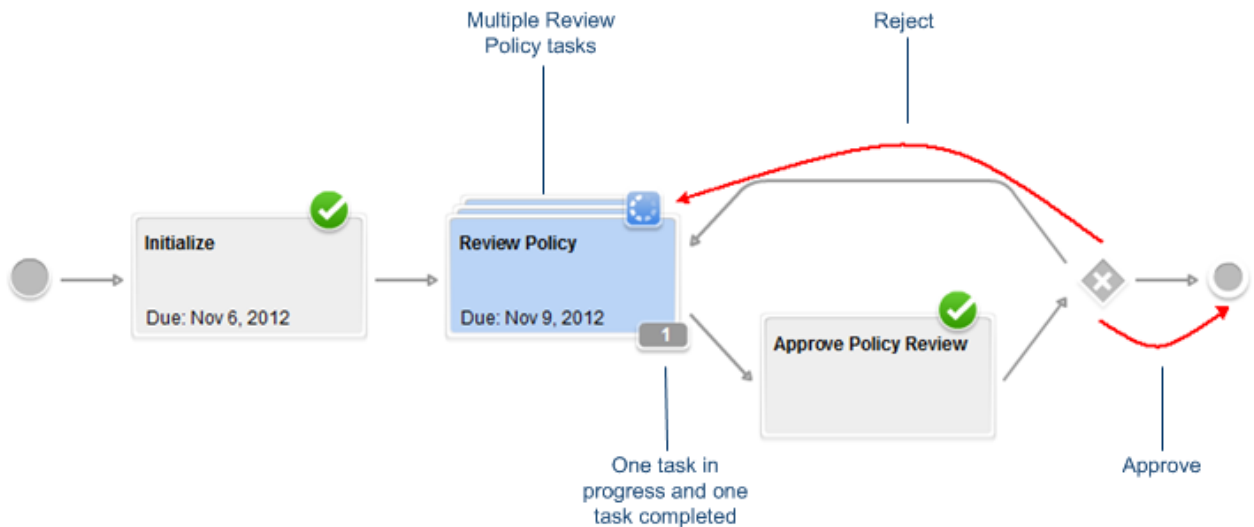 Multiple Review
Policy tasks
Reject
Initialize
Due: Nov 6, 2012
Review Policy
Due: Nov 9, 2012
1
Approve Policy Review
One task in
progress and one
task completed
Approve